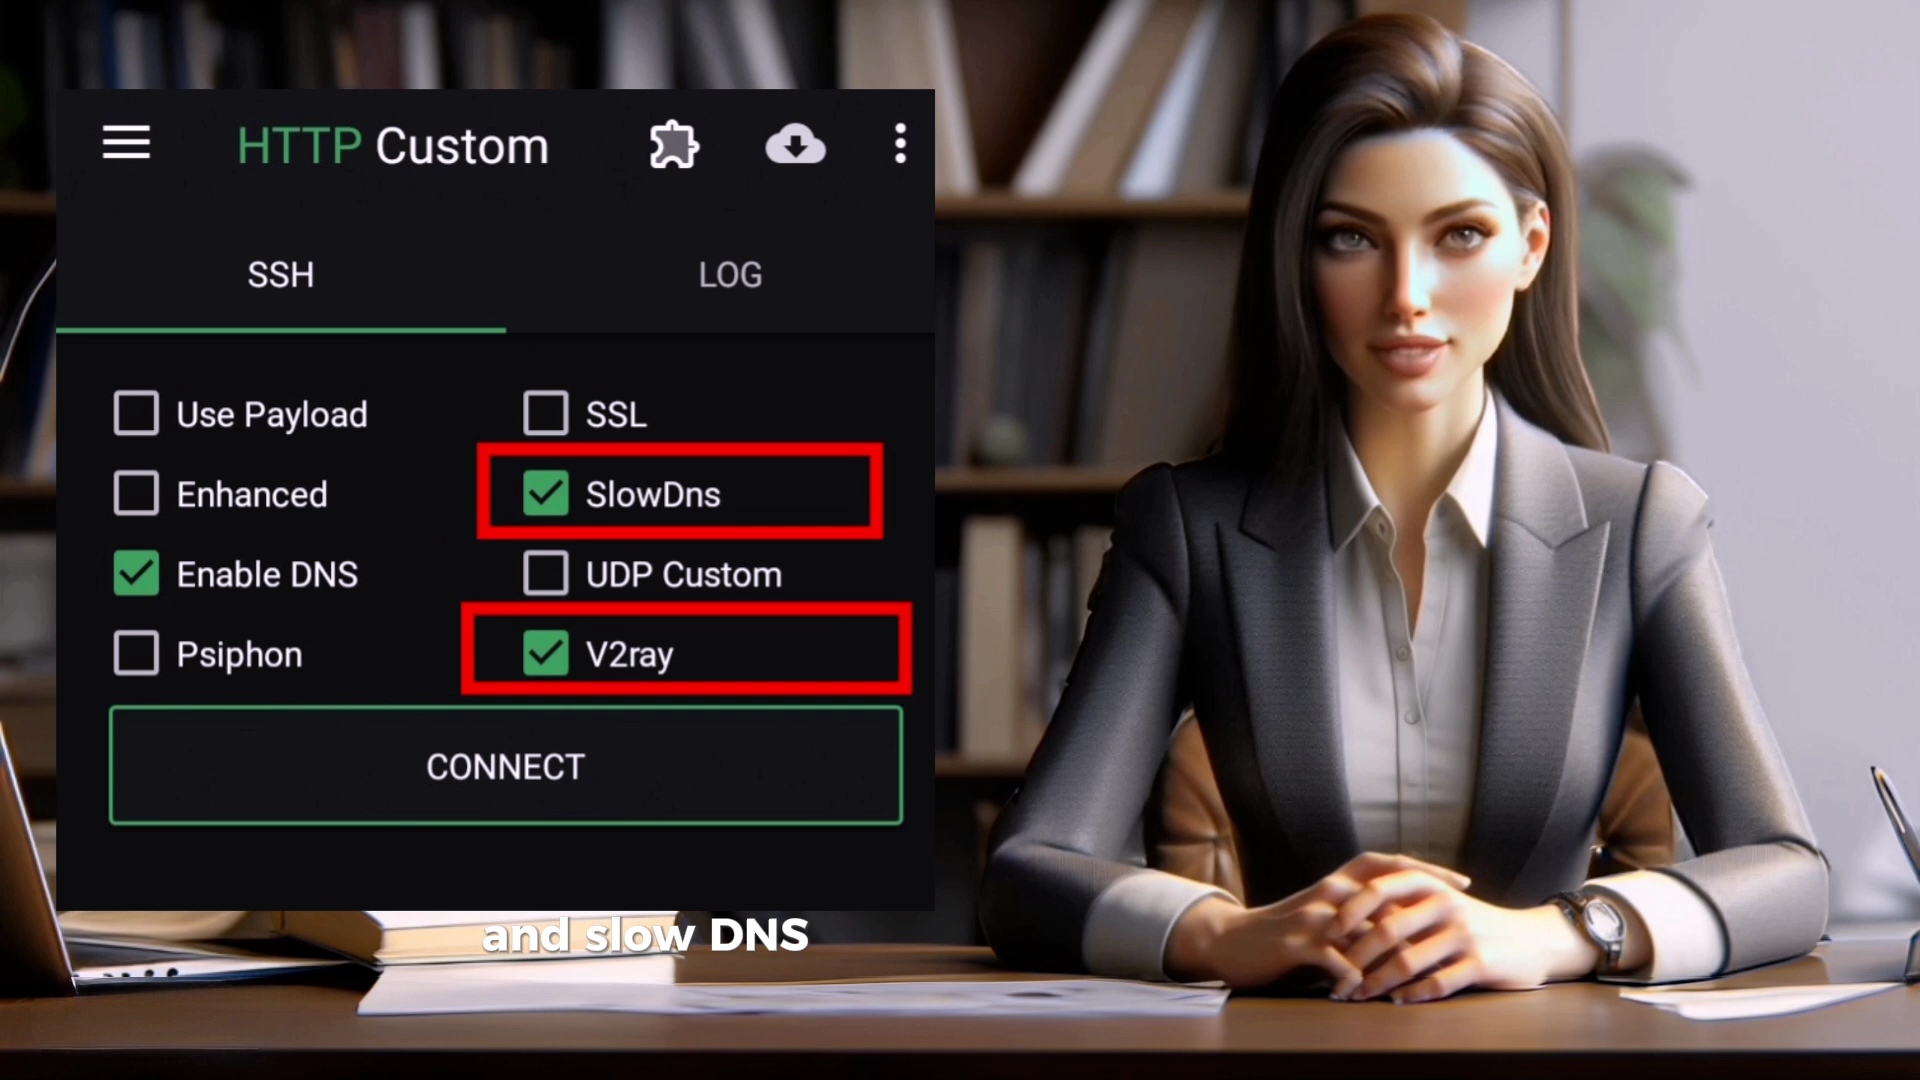 HTTP Custom
SSH
LOG
Use Payload
SSL
Enhanced
SlowDns
Enable DNS
UDP Custom
Psiphon
V2ray
CONNECT
and slow DNS